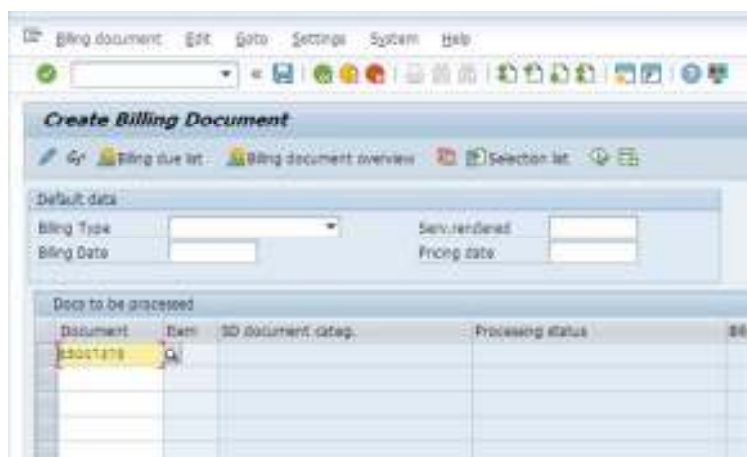 Billing document Edit Goto Settings System Help
Create Billing Document
Billing due list Billing document overview Selection list
Default data
Billing Type Serv.rendered
Billing Date Pricing date
Docs to be processed
Document Item SD document categ. Processing status